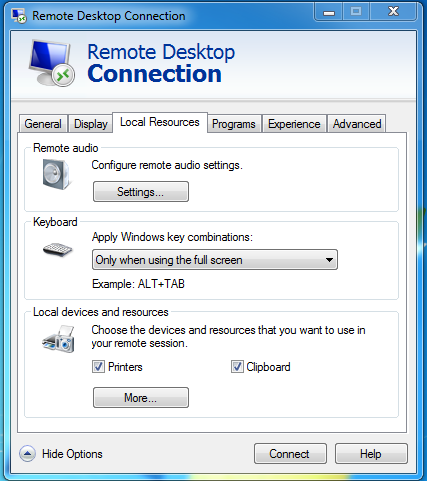 Remote Desktop Connection
Remote Desktop
Connection
General Display Local Resources Programs Experience Advanced
Remote audio
Configure remote audio settings.
Settings...
Keyboard
Apply Windows key combinations:
Only when using the full screen
Example: ALT+TAB
Local devices and resources
Choose the devices and resources that you want to use in
your remote session.
Printers Clipboard
More...
Hide Options Connect Help